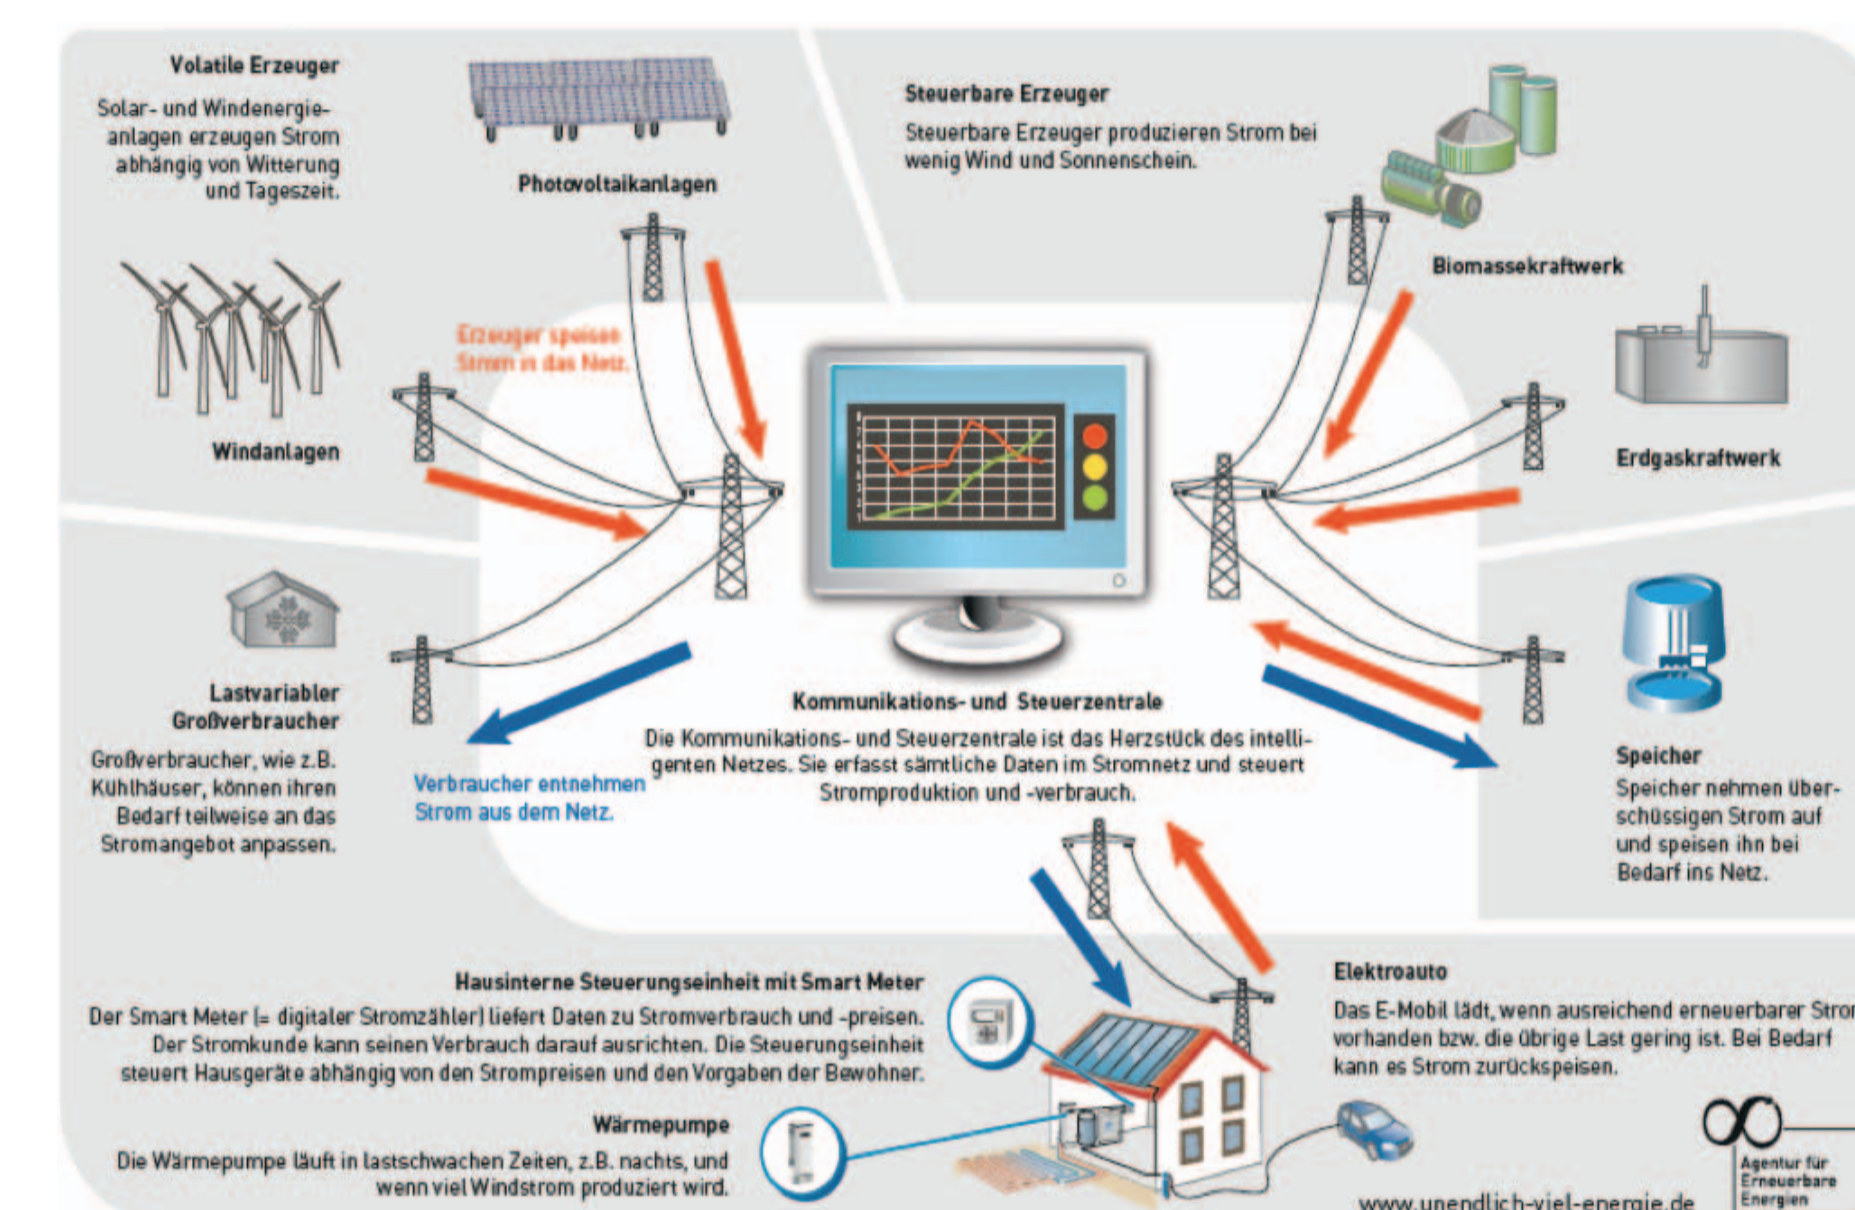 Volatile Erzeuger
Solar- und Windenergie-
anlagen erzeugen Strom
abhängig von Witterung
und Tageszeit.
Photovoltaikanlagen
Windanlagen
Erzeuger speisen
Strom in das Netz.
Steuerbare Erzeuger
Steuerbare Erzeuger produzieren Strom bei
wenig Wind und Sonnenschein.
Biomassekraftwerk
Erdgaskraftwerk
Lastvariabler
Großverbraucher
Großverbraucher, wie z.B.
Kühlhäuser, können ihren
Bedarf teilweise an das
Stromangebot anpassen.
Verbraucher entnehmen
Strom aus dem Netz.
Kommunikations- und Steuerzentrale
Die Kommunikations- und Steuerzentrale ist das Herzstück des intelli-
genten Netzes. Sie erfasst sämtliche Daten im Stromnetz und steuert
Stromproduktion und -verbrauch.
Speicher
Speicher nehmen über-
schüssigen Strom auf
und speisen ihn bei
Bedarf ins Netz.
Hausinterne Steuerungseinheit mit Smart Meter
Der Smart Meter (= digitaler Stromzähler) liefert Daten zu Stromverbrauch und -preisen.
Der Stromkunde kann seinen Verbrauch darauf ausrichten. Die Steuerungseinheit
steuert Hausgeräte abhängig von den Strompreisen und den Vorgaben der Bewohner.
Wärmepumpe
Die Wärmepumpe läuft in lastschwachen Zeiten, z.B. nachts, und
wenn viel Windstrom produziert wird.
Elektroauto
Das E-Mobil lädt, wenn ausreichend erneuerbarer Stror
vorhanden bzw. die übrige Last gering ist. Bei Bedarf
kann es Strom zurückspeisen.
www.unendlich-viel-energie.de
Agentur für
Erneuerbare
Energien